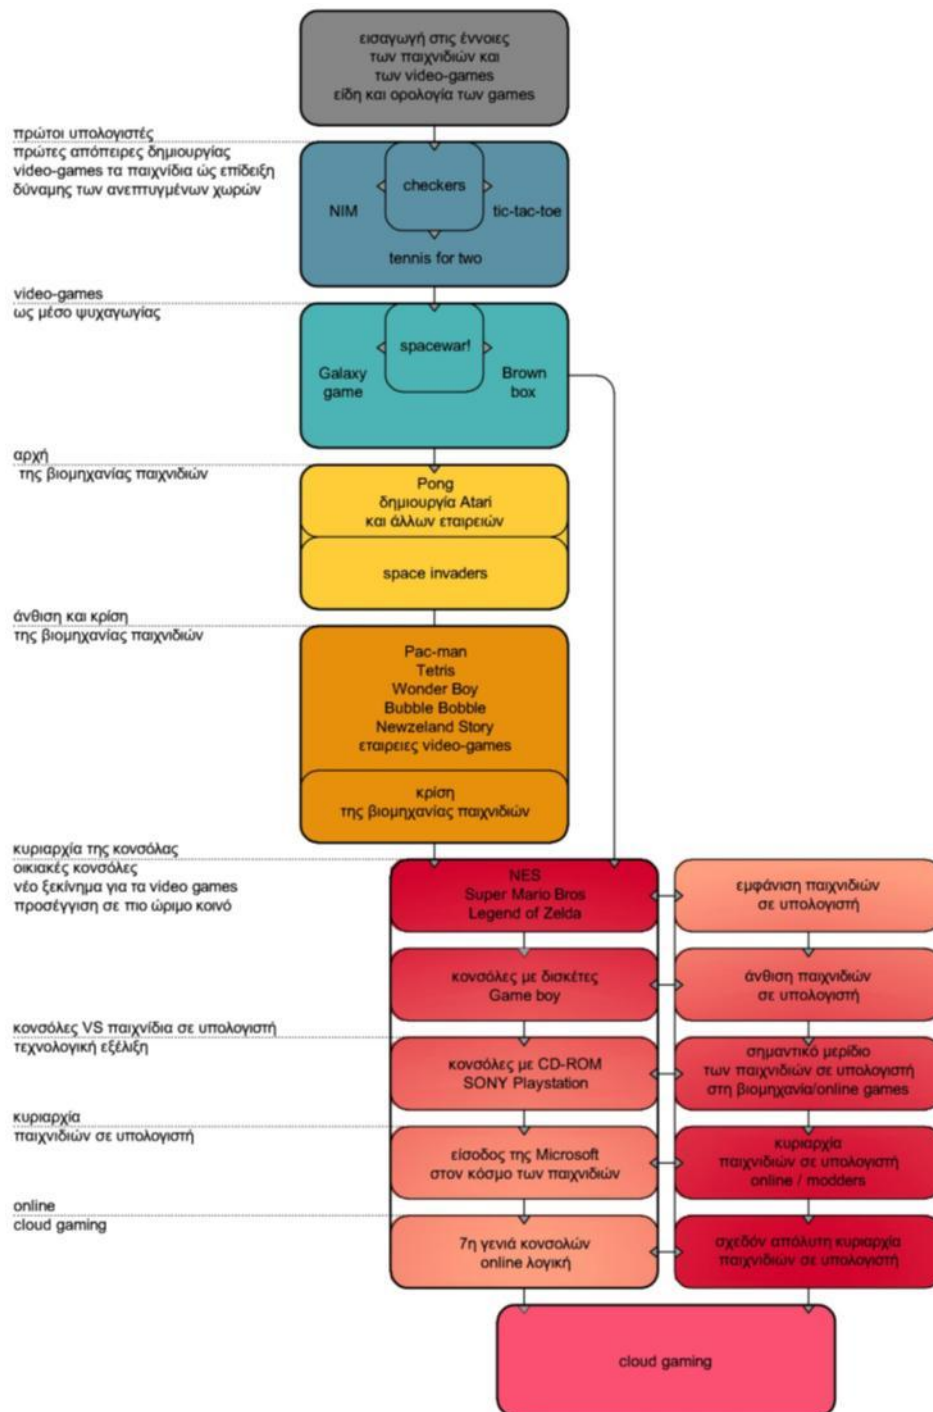 εισαγωγή στις έννοιες
των παιχνιδιών και
των video-games
είδη και ορολογία των games
πρώτοι υπολογιστές
πρώτες απόπειρες δημιουργίας
video-games τα παιχνίδια ώς επίδειξη
δύναμης των ανεπτυγμένων χωρών
checkers
NIM
tic-tac-toe
tennis for two
video-games
ως μέσο ψυχαγωγίας
spacewar!
Galaxy
game
Brown
box
αρχή
της βιομηχανίας παιχνιδιών
Pong
δημιουργία Atari
και άλλων εταιρειών
space invaders
άνθιση και κρίση
της βιομηχανίας παιχνιδιών
Pac-man
Tetris
Wonder Boy
Bubble Bobble
Newzeland Story
εταιρειες video-games
κρίση
της βιομηχανίας παιχνιδιών
κυριαρχία της κονσόλας
οικιακές κονσόλες
νέο ξεκίνημα για τα video games
προσέγγιση σε πιο ώριμο κοινό
NES
Super Mario Bros
Legend of Zelda
εμφάνιση παιχνιδιών
σε υπολογιστή
κονσόλες με δισκέτες
Game boy
άνθιση παιχνιδιών
σε υπολογιστή
κονσόλες VS παιχνίδια σε υπολογιστή
τεχνολογική εξέλιξη
κονσόλες με CD-ROM
SONY Playstation
σημαντικό μερίδιο
των παιχνιδιών σε υπολογιστή
στη βιομηχανία/online games
κυριαρχία
παιχνιδιών σε υπολογιστή
είσοδος της Microsoft
στον κόσμο των παιχνιδιών
κυριαρχία
παιχνιδιών σε υπολογιστή
online / modders
online
cloud gaming
7η γενιά κονσολών
online λογική
σχεδόν απόλυτη κυριαρχία
παιχνιδιών σε υπολογιστή
cloud gaming